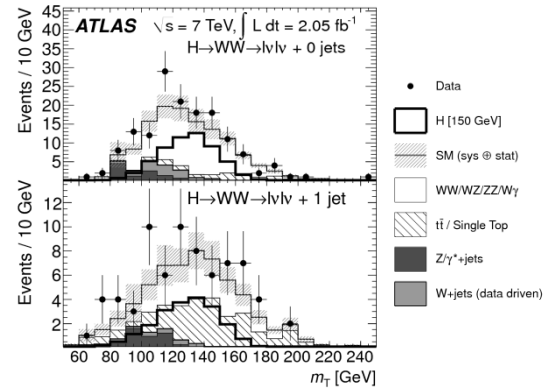 ATLAS √s = 7 TeV, ∫ L dt = 2.05 fb⁻¹
H→WW→lνlν + 0 jets
Events / 10 GeV
45
40
35
30
25
20
15
10
5
H→WW→lνlν + 1 jet
Events / 10 GeV
12
10
8
6
4
2
60 80 100 120 140 160 180 200 220 240
m_T [GeV]
Data
H [150 GeV]
SM (sys ⊕ stat)
WW/WZ/ZZ/Wγ
tt̄ / Single Top
Z/γ*+jets
W+jets (data driven)